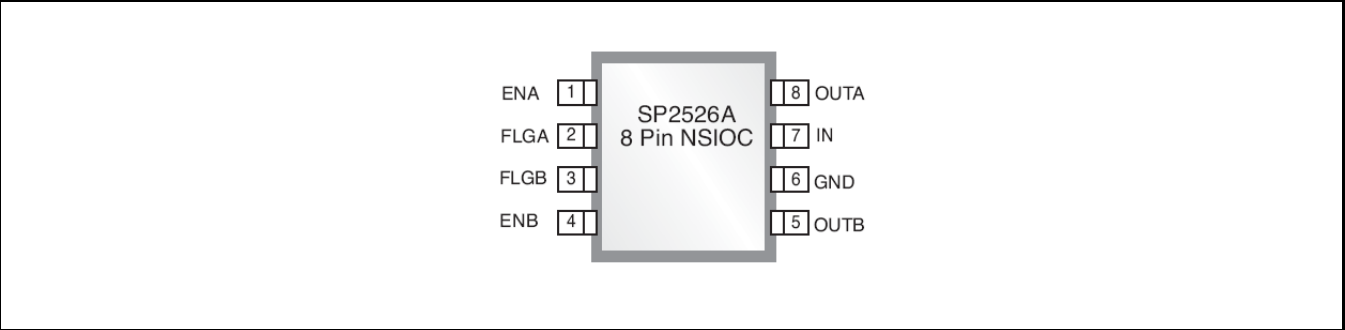 ENA 1
FLGA 2
FLGB 3
ENB 4
SP2526A
8 Pin NSIOC
8 OUTA
7 IN
6 GND
5 OUTB